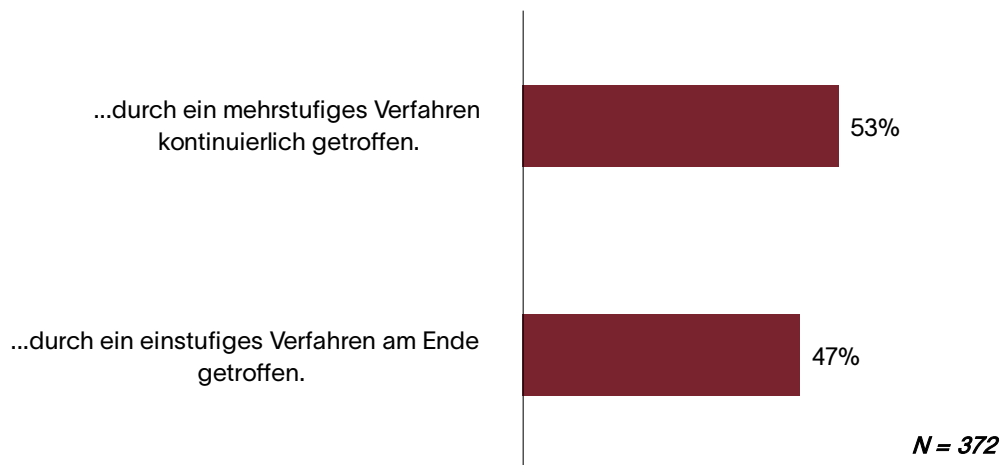 ...durch ein mehrstufiges Verfahren
kontinuierlich getroffen.
53%
...durch ein einstufiges Verfahren am Ende
getroffen.
47%
N = 372